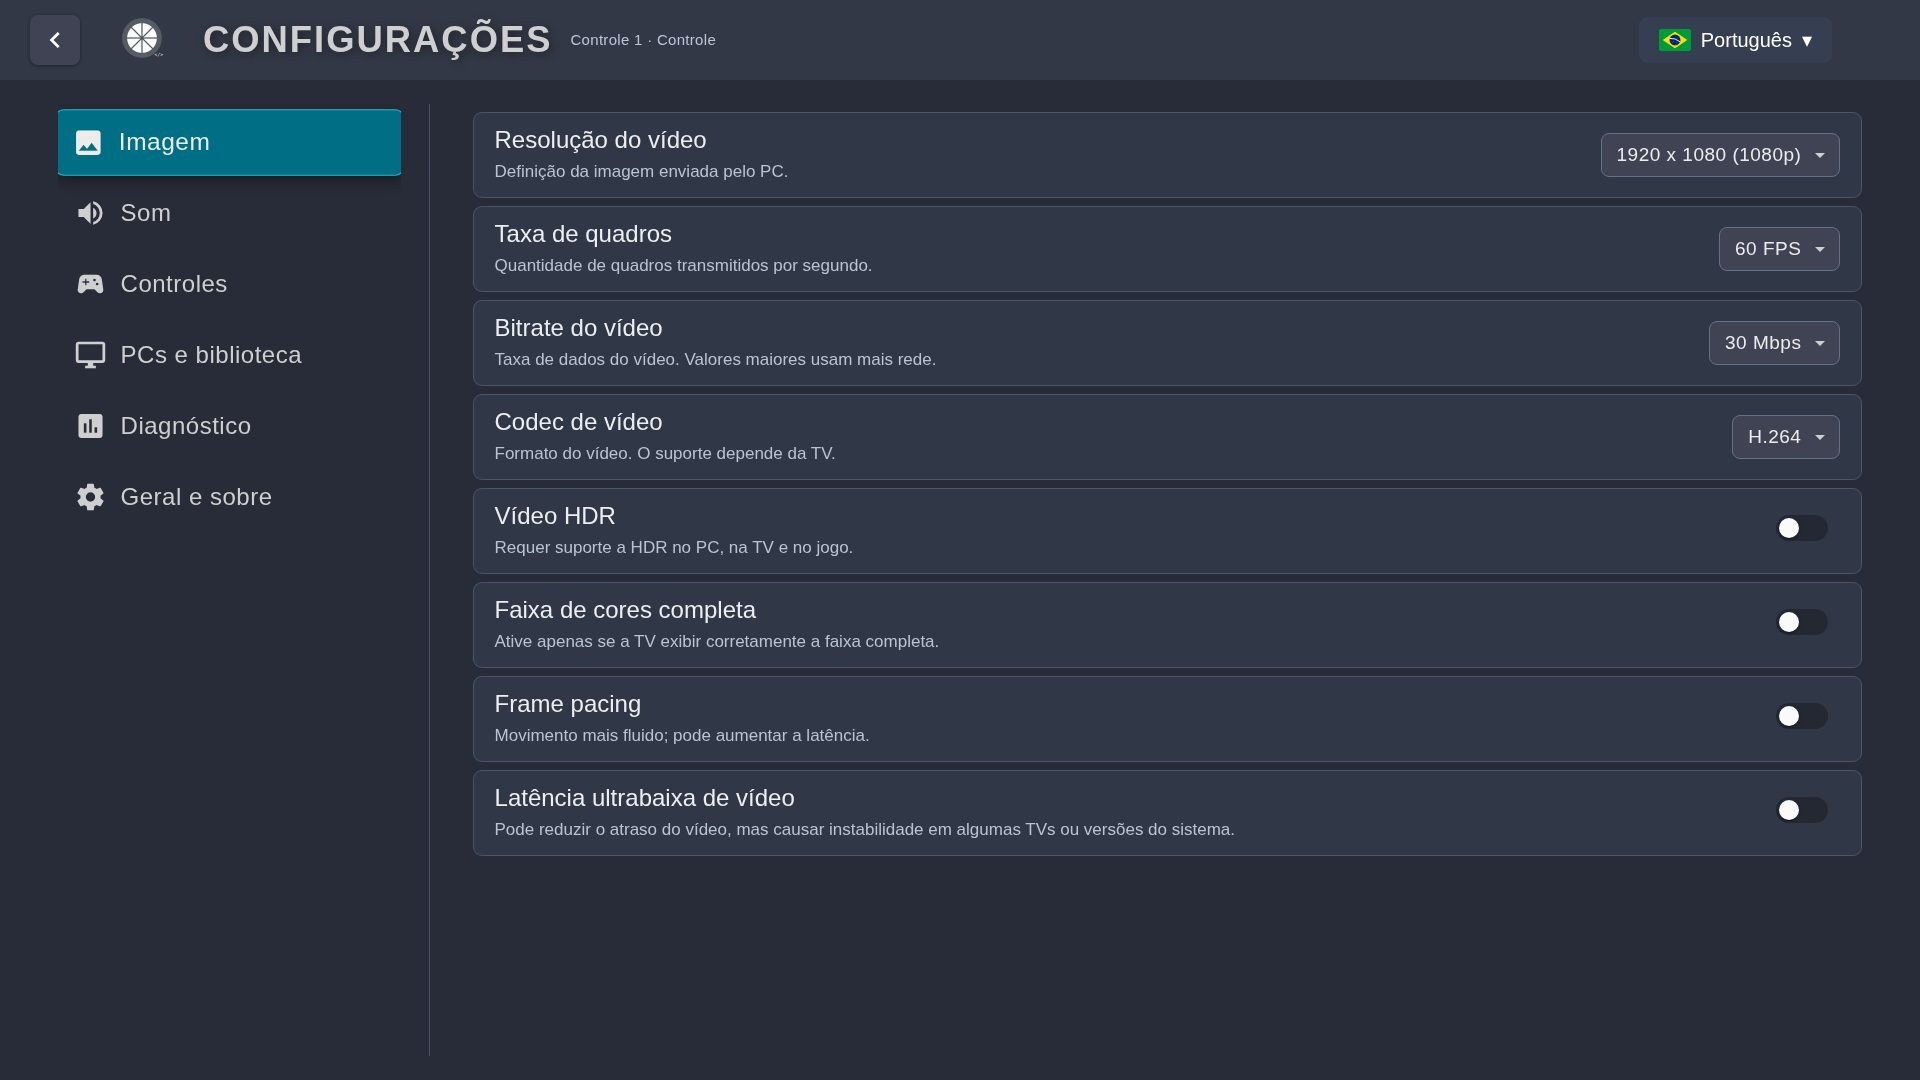 CONFIGURAÇÕES
Controle 1 · Controle
Português ▾
Imagem
Som
Controles
PCs e biblioteca
Diagnóstico
Geral e sobre
Resolução do vídeo
Definição da imagem enviada pelo PC.
1920 x 1080 (1080p)
Taxa de quadros
Quantidade de quadros transmitidos por segundo.
60 FPS
Bitrate do vídeo
Taxa de dados do vídeo. Valores maiores usam mais rede.
30 Mbps
Codec de vídeo
Formato do vídeo. O suporte depende da TV.
H.264
Vídeo HDR
Requer suporte a HDR no PC, na TV e no jogo.
Faixa de cores completa
Ative apenas se a TV exibir corretamente a faixa completa.
Frame pacing
Movimento mais fluido; pode aumentar a latência.
Latência ultrabaixa de vídeo
Pode reduzir o atraso do vídeo, mas causar instabilidade em algumas TVs ou versões do sistema.